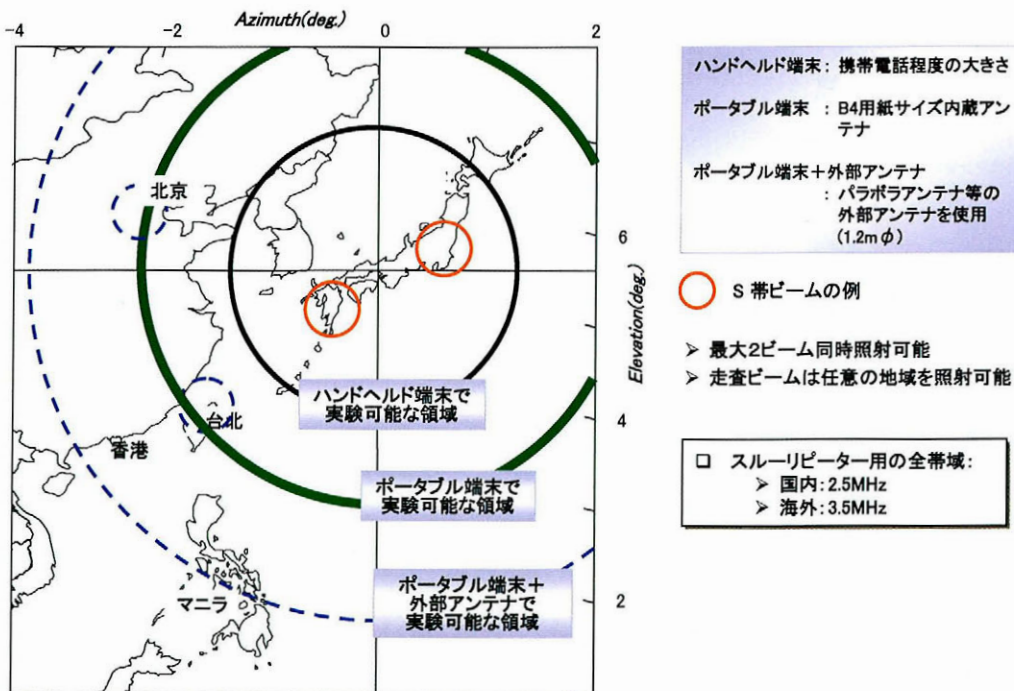 Azimuth(deg.)
-4
-2
0
2
北京
台北
香港
マニラ
6
4
2
Elevation(deg.)
ハンドヘルド端末で
実験可能な領域
ポータブル端末で
実験可能な領域
ポータブル端末＋
外部アンテナで
実験可能な領域
ハンドヘルド端末： 携帯電話程度の大きさ
ポータブル端末 ： B4用紙サイズ内蔵アン
テナ
ポータブル端末＋外部アンテナ
： パラボラアンテナ等の
外部アンテナを使用
(1.2mφ)
S 帯ビームの例
➢ 最大2ビーム同時照射可能
➢ 走査ビームは任意の地域を照射可能
❑ スルーリピーター用の全帯域：
➢ 国内：2.5MHz
➢ 海外：3.5MHz